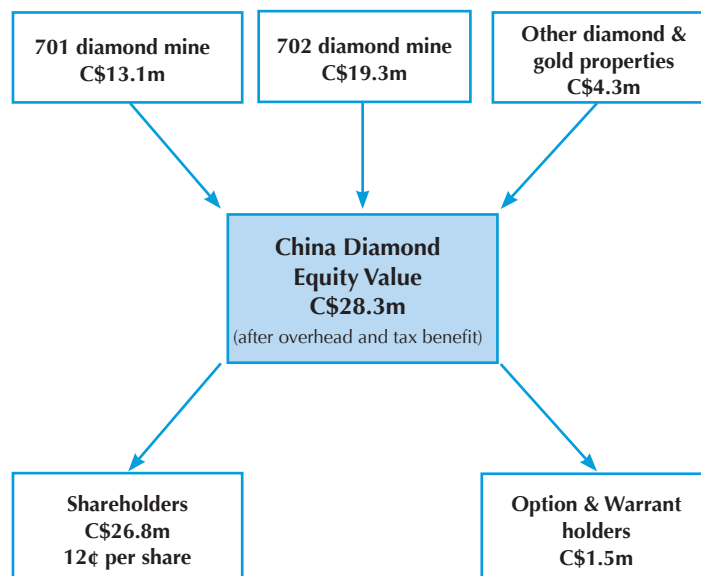 701 diamond mine
C$13.1m
702 diamond mine
C$19.3m
Other diamond &
gold properties
C$4.3m
China Diamond
Equity Value
C$28.3m
(after overhead and tax benefit)
Shareholders
C$26.8m
12¢ per share
Option & Warrant
holders
C$1.5m